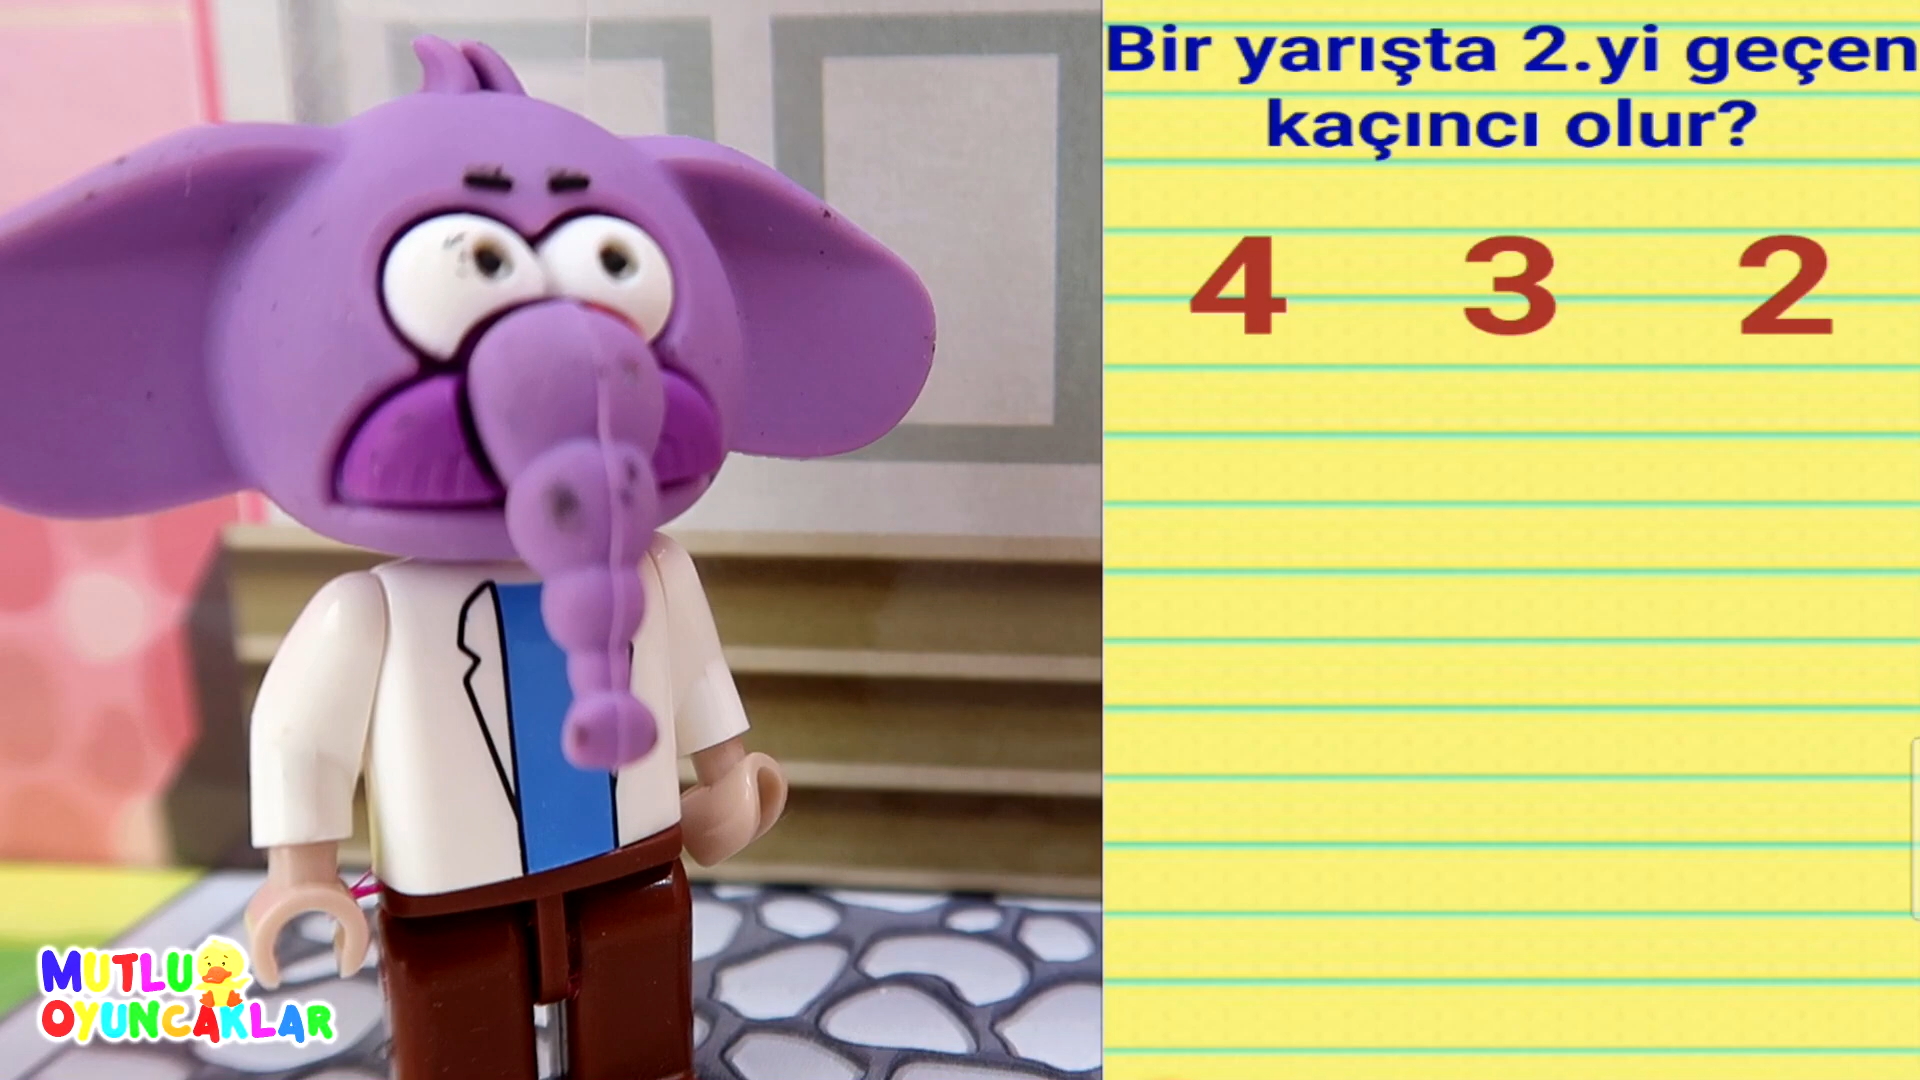 Bir yarışta 2.yi geçen
kaçıncı olur?
4 3 2
MUTLU
OYUNCAKLAR